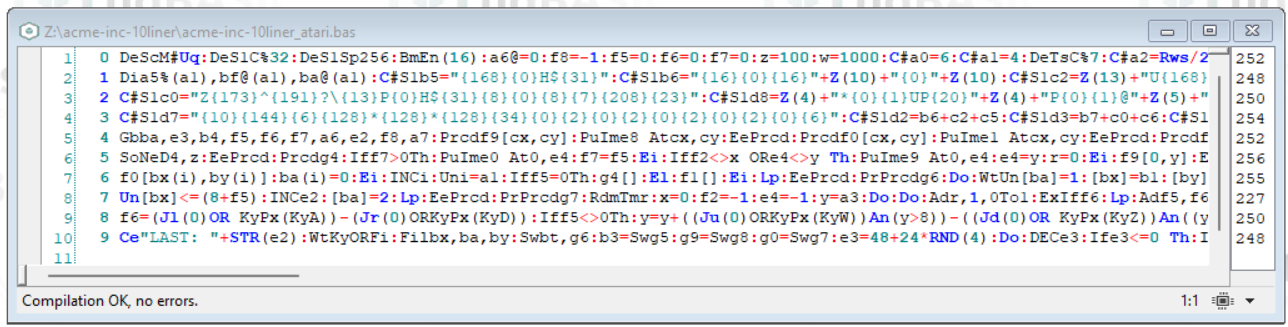 Z:\acme-inc-10liner\acme-inc-10liner_atari.bas
1 0 DeScM#Uq:DeSlC%32:DeSlSp256:BmEn(16):a6@=0:f8=-1:f5=0:f6=0:f7=0:z=100:w=1000:C#a0=6:C#a1=4:DeTsC%7:C#a2=Rws/2 252
2 1 Dia5%(a1),bf@(a1),ba@(a1):C#Slb5="{168}{0}H${31}":C#Slb6="{16}{0}{16}"+Z(10)+"{0}"+Z(10):C#Slc2=Z(13)+"U{168} 248
3 2 C#Slc0="Z{173}^{191}?\{13}P{0}H${31}{8}{0}{8}{7}{208}{23}":C#Sld8=Z(4)+"*{0}{1}UP{20}"+Z(4)+"P{0}{1}@"+Z(5)+" 250
4 3 C#Sld7="{10}{144}{6}{128}*{128}*{128}{34}{0}{2}{0}{2}{0}{2}{0}{2}{0}{6}":C#Sld2=b6+c2+c5:C#Sld3=b7+c0+c6:C#Sl 254
5 4 Gbba,e3,b4,f5,f6,f7,a6,e2,f8,a7:Prcdf9[cx,cy]:PuIme8 Atcx,cy:EePrcd:Prcdf0[cx,cy]:PuIme1 Atcx,cy:EePrcd:Prcdf 252
6 5 SoNeD4,z:EePrcd:Prcdg4:Iff7>0Th:PuIme0 At0,e4:f7=f5:Ei:Iff2<>x ORe4<>y Th:PuIme9 At0,e4:e4=y:r=0:Ei:f9[0,y]:E 256
7 6 f0[bx(i),by(i)]:ba(i)=0:Ei:INCi:Uni=a1:Iff5=0Th:g4[]:El:f1[]:Ei:Lp:EePrcd:PrPrcdg6:Do:WtUn[ba]=1:[bx]=b1:[by] 255
8 7 Un[bx]<=(8+f5):INCe2:[ba]=2:Lp:EePrcd:PrPrcdg7:RdmTmr:x=0:f2=-1:e4=-1:y=a3:Do:Do:Adr,1,0Tol:ExIff6:Lp:Adf5,f6 227
9 8 f6=(Jl(0)OR KyPx(KyA))-(Jr(0)ORKyPx(KyD)):Iff5<>0Th:y=y+((Ju(0)ORKyPx(KyW))An(y>8))-((Jd(0)OR KyPx(KyZ))An((y 250
10 9 Ce"LAST: "+STR(e2):WtKyORFi:Filbx,ba,by:Swbt,g6:b3=Swg5:g9=Swg8:g0=Swg7:e3=48+24*RND(4):Do:DECe3:Ife3<=0 Th:I 248
11
Compilation OK, no errors. 1:1